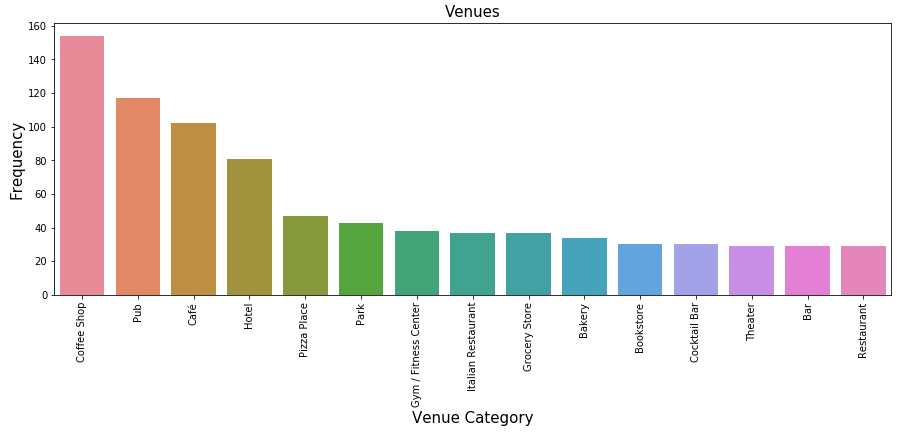 Venues
160
140
120
100
80
60
40
20
0
Frequency
Coffee Shop
Pub
Café
Hotel
Pizza Place
Park
Gym / Fitness Center
Italian Restaurant
Grocery Store
Bakery
Bookstore
Cocktail Bar
Theater
Bar
Restaurant
Venue Category